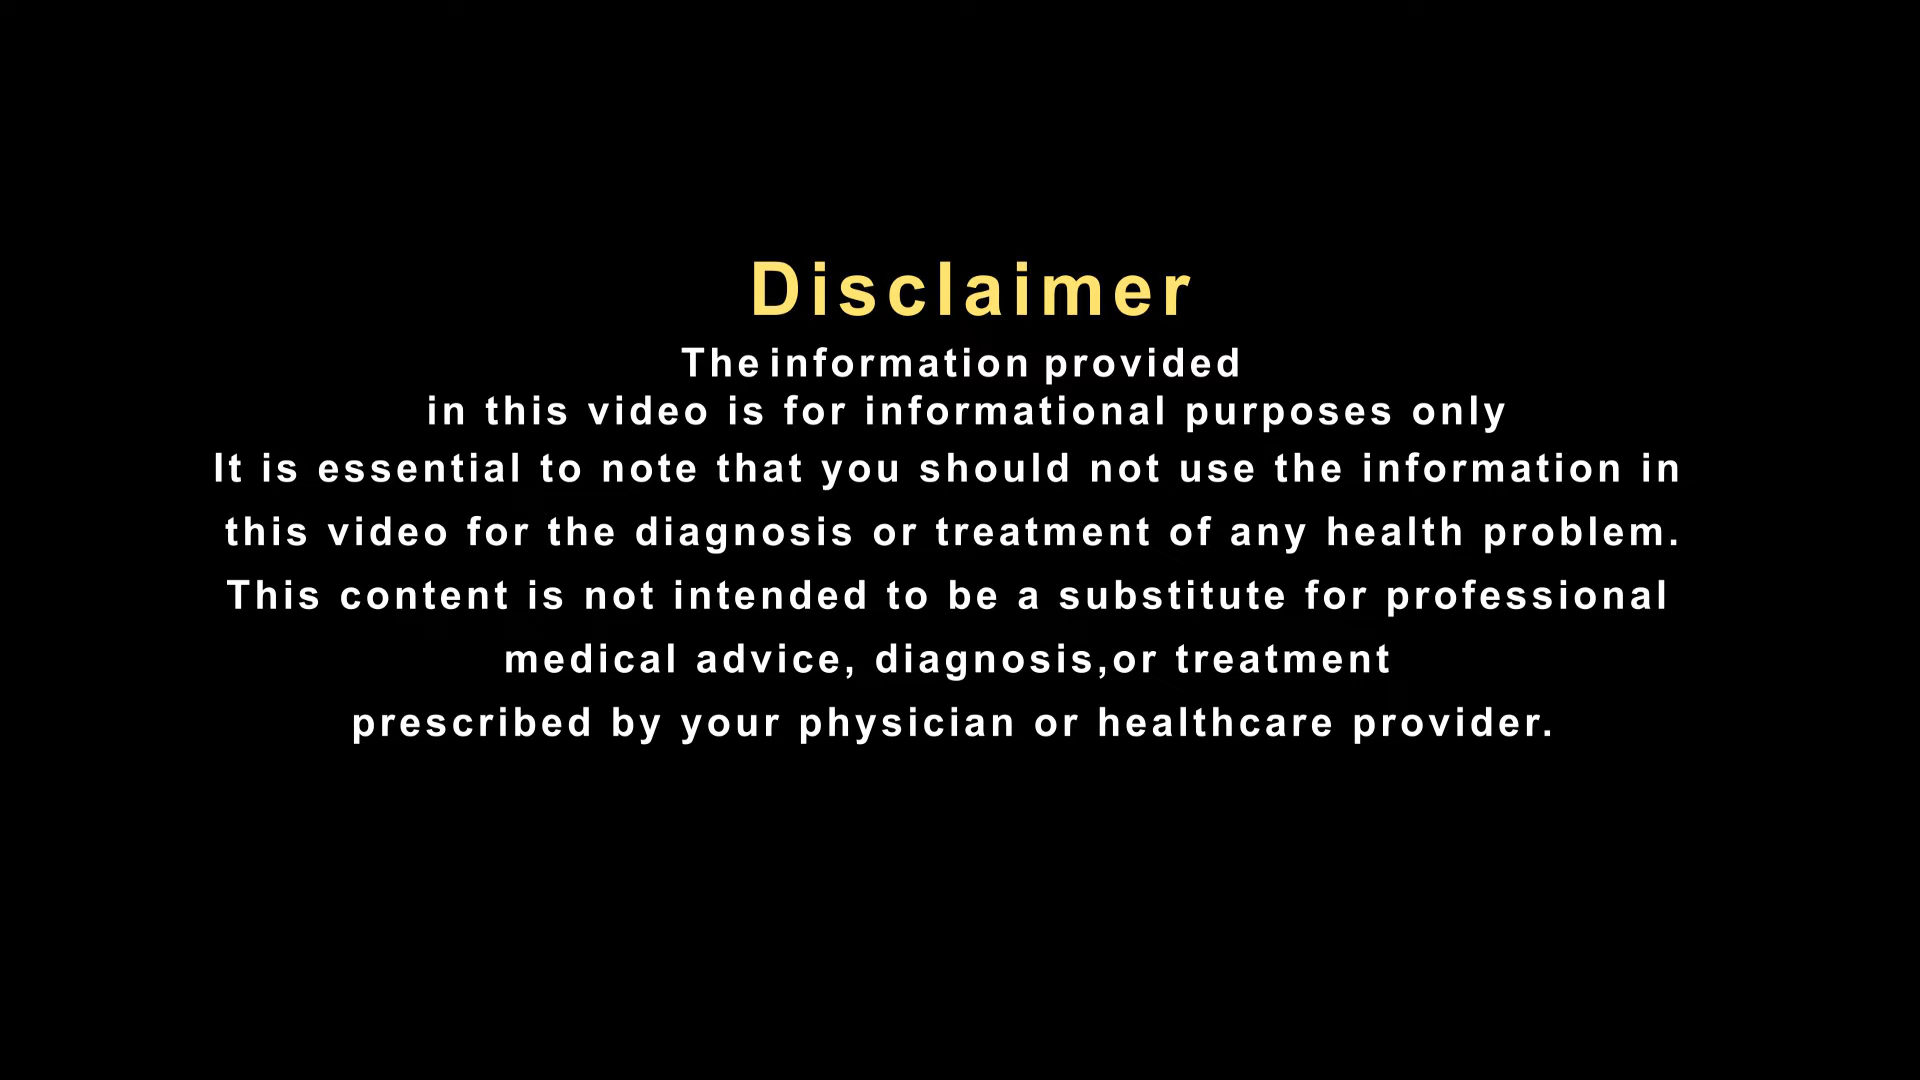 Disclaimer
The information provided
in this video is for informational purposes only
It is essential to note that you should not use the information in
this video for the diagnosis or treatment of any health problem.
This content is not intended to be a substitute for professional
medical advice, diagnosis,or treatment
prescribed by your physician or healthcare provider.